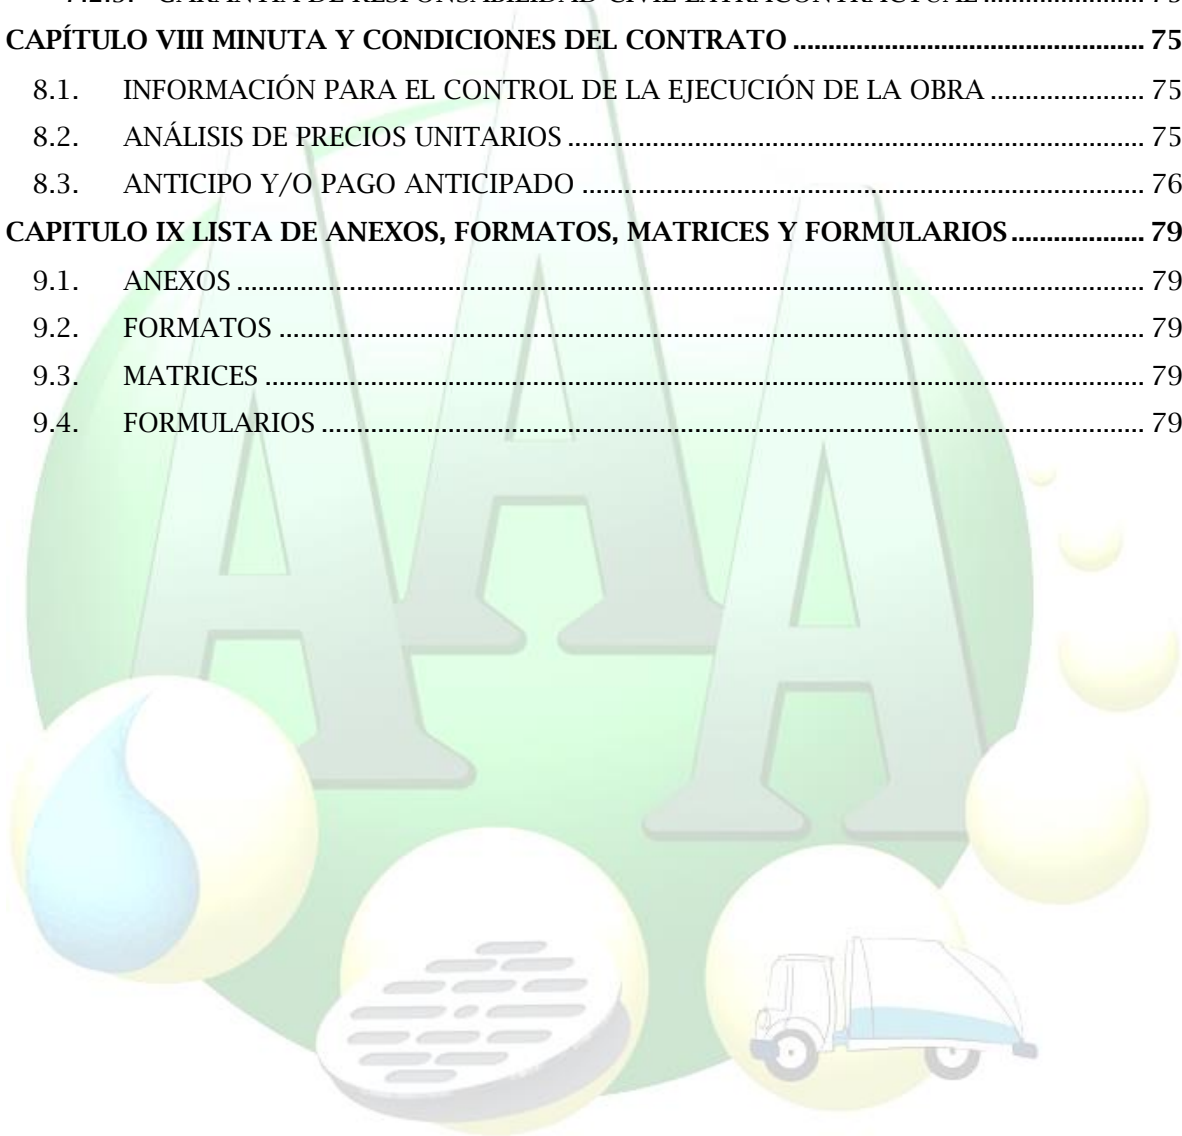 CAPÍTULO VIII MINUTA Y CONDICIONES DEL CONTRATO ........ 75
8.1. INFORMACIÓN PARA EL CONTROL DE LA EJECUCIÓN DE LA OBRA ........ 75
8.2. ANÁLISIS DE PRECIOS UNITARIOS ........ 75
8.3. ANTICIPO Y/O PAGO ANTICIPADO ........ 76
CAPITULO IX LISTA DE ANEXOS, FORMATOS, MATRICES Y FORMULARIOS ........ 79
9.1. ANEXOS ........ 79
9.2. FORMATOS ........ 79
9.3. MATRICES ........ 79
9.4. FORMULARIOS ........ 79
AAA